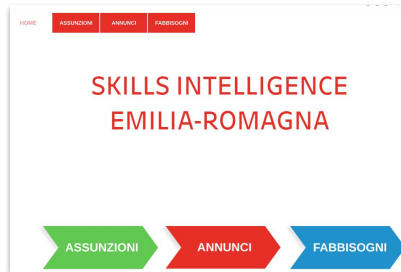 HOME ASSUNZIONI ANNUNCI FABBISOGNI
SKILLS INTELLIGENCE
EMILIA-ROMAGNA
ASSUNZIONI ANNUNCI FABBISOGNI